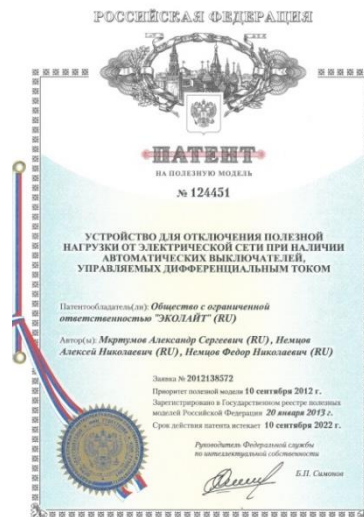 РОССИЙСКАЯ ФЕДЕРАЦИЯ
ПАТЕНТ
НА ПОЛЕЗНУЮ МОДЕЛЬ
№ 124451
УСТРОЙСТВО ДЛЯ ОТКЛЮЧЕНИЯ ПОЛЕЗНОЙ
НАГРУЗКИ ОТ ЭЛЕКТРИЧЕСКОЙ СЕТИ ПРИ НАЛИЧИИ
АВТОМАТИЧЕСКИХ ВЫКЛЮЧАТЕЛЕЙ,
УПРАВЛЯЕМЫХ ДИФФЕРЕНЦИАЛЬНЫМ ТОКОМ
Патентообладатель(ли): Общество с ограниченной
ответственностью "ЭКОЛАЙТ" (RU)
Автор(ы): Мкртумов Александр Сергеевич (RU), Немцов
Алексей Николаевич (RU), Немцов Федор Николаевич (RU)
Заявка № 2012138572
Приоритет полезной модели 10 сентября 2012 г.
Зарегистрировано в Государственном реестре полезных
моделей Российской Федерации 20 января 2013 г.
Срок действия патента истекает 10 сентября 2022 г.
Руководитель Федеральной службы
по интеллектуальной собственности
Б.П. Симонов